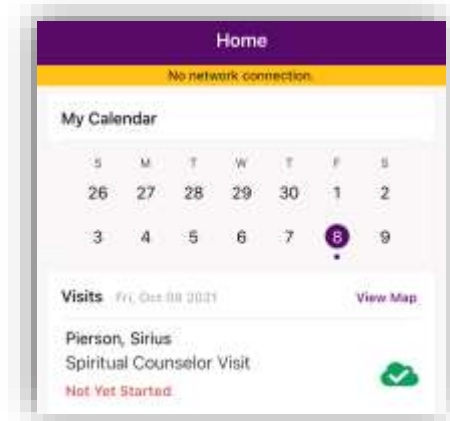 Home
No network connection.
My Calendar
S M T W T F S
26 27 28 29 30 1 2
3 4 5 6 7 8 9
Visits Fri, Oct 08 2021 View Map
Pierson, Sirius
Spiritual Counselor Visit
Not Yet Started